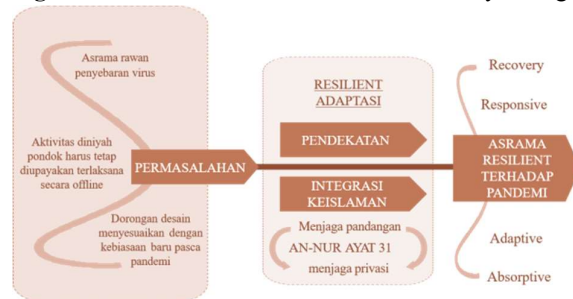 Asrama rawan
penyebaran virus
Aktivitas diniyah
pondok harus tetap
diupayakan terlaksana
secara offline
Dorongan desain
menyesuaikan dengan
kebiasaan baru pasca
pandemi
PERMASALAHAN
RESILIENT
ADAPTASI
PENDEKATAN
INTEGRASI
KEISLAMAN
Menjaga pandangan
AN-NUR AYAT 31
menjaga privasi
Recovery
Responsive
ASRAMA
RESILIENT
TERHADAP
PANDEMI
Adaptive
Absorptive